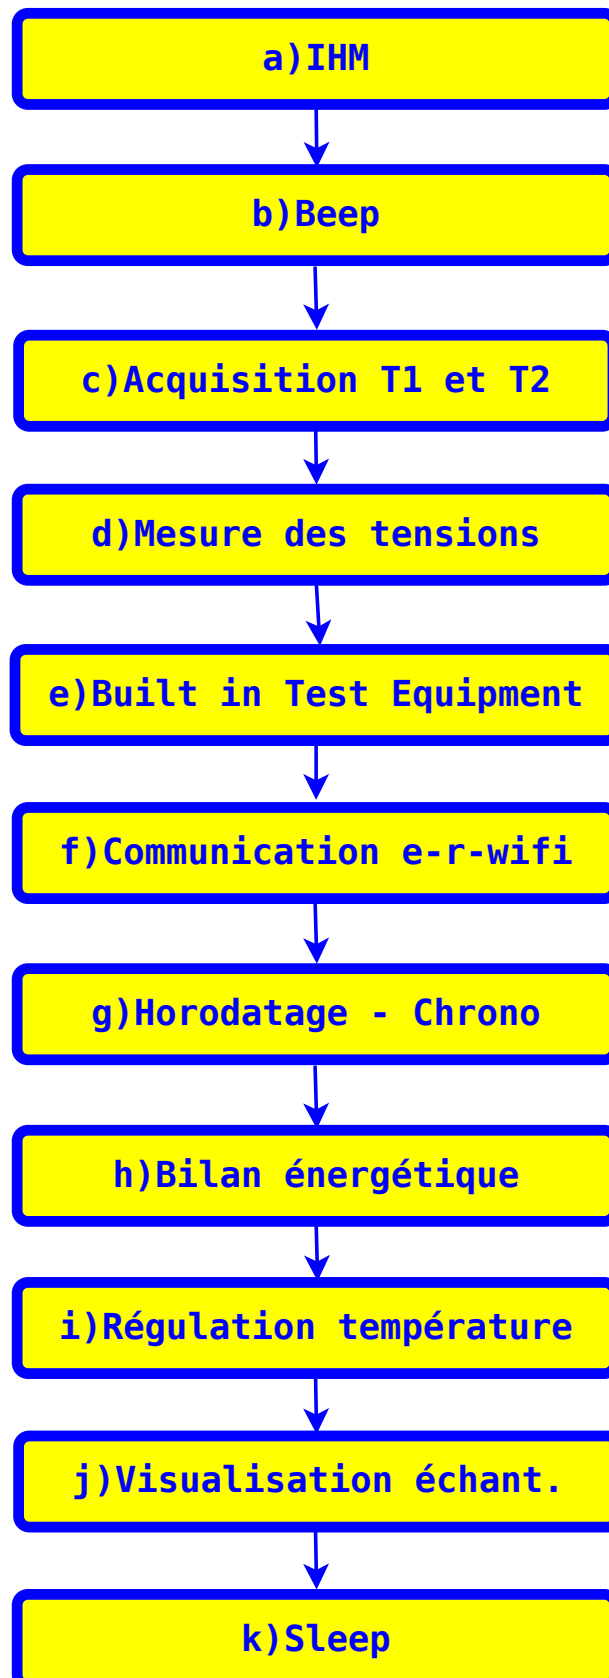 a)IHM
b)Beep
c)Acquisition T1 et T2
d)Mesure des tensions
e)Built in Test Equipment
f)Communication e-r-wifi
g)Horodatage - Chrono
h)Bilan énergétique
i)Régulation température
j)Visualisation échant.
k)Sleep